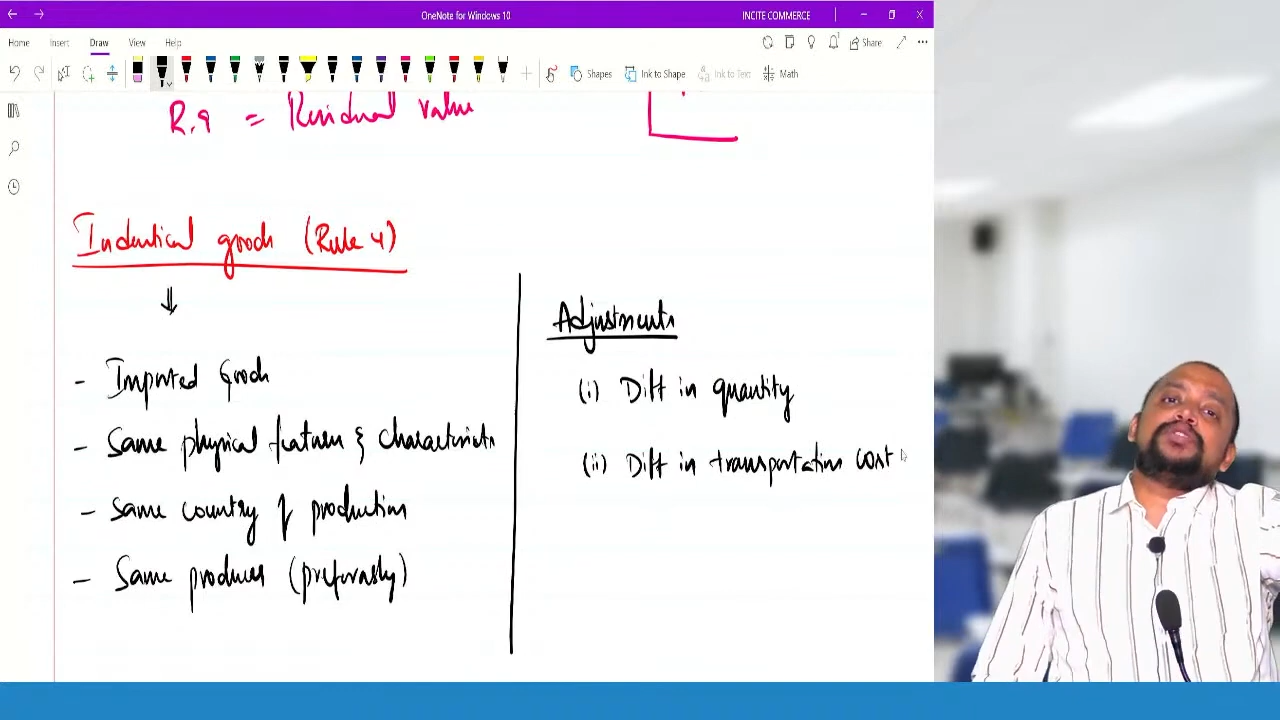 OneNote for Windows 10
INCITE COMMERCE
Home Insert Draw View Help
Share
Shapes Ink to Shape Ink to Text Math
R.9 = Residual value
Indentical goods (Rule 4)
- Imported Goods
- Same physical features & characteristics
- Same country of production
- Same producer (preferably)
Adjustments
(i) Diff in quantity
(ii) Diff in transportation cost